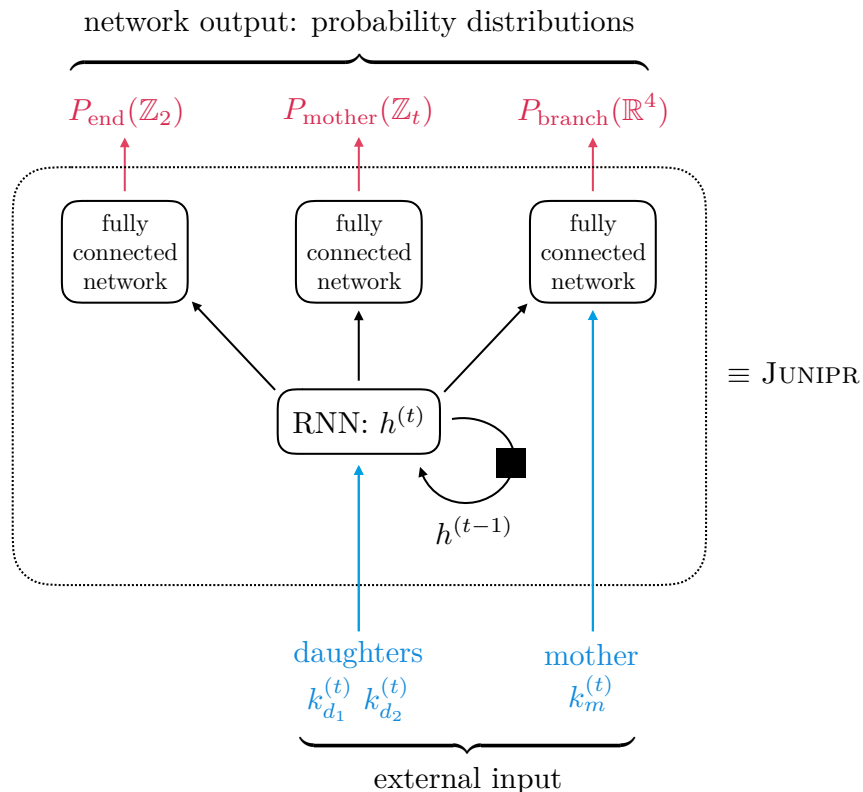 network output: probability distributions
P_end(ℤ_2) P_mother(ℤ_t) P_branch(ℝ^4)
fully connected network
fully connected network
fully connected network
≡ JUNIPR
RNN: h^(t)
h^(t−1)
daughters mother
k_{d_1}^{(t)} k_{d_2}^{(t)} k_m^{(t)}
external input